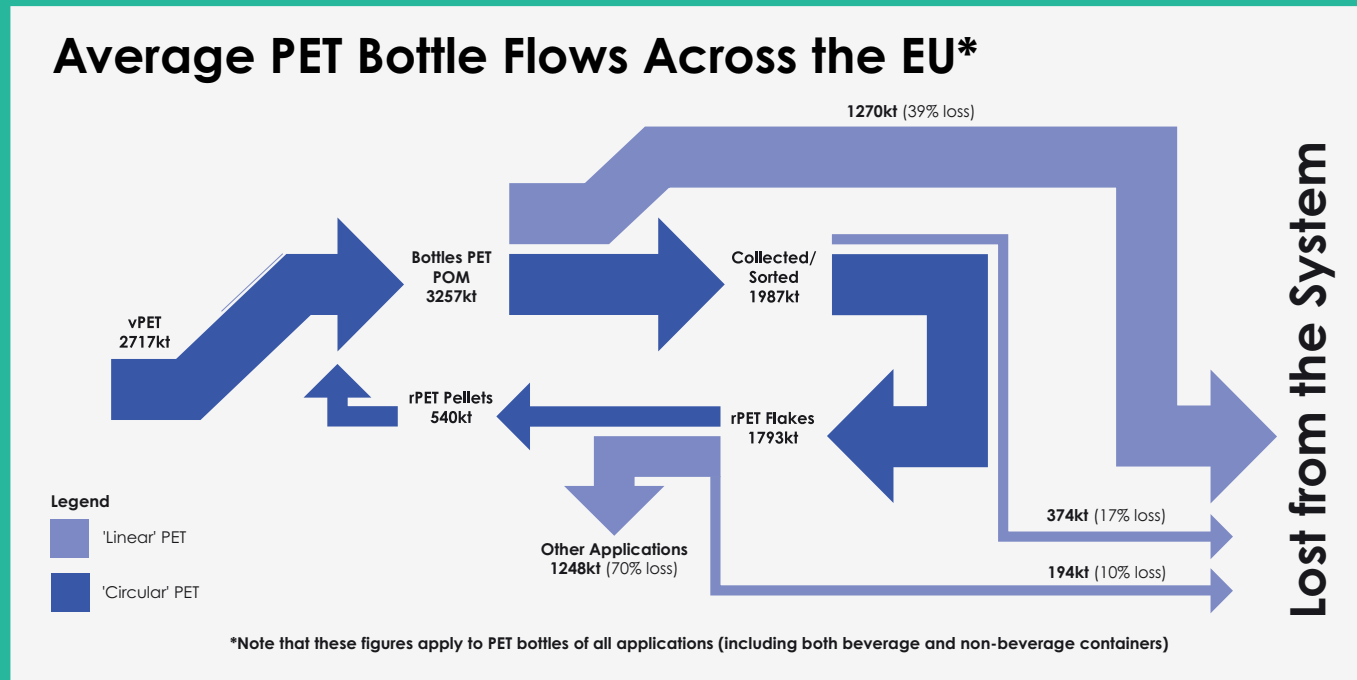 Average PET Bottle Flows Across the EU*
1270kt (39% loss)
Bottles PET
POM
3257kt
Collected/
Sorted
1987kt
vPET
2717kt
rPET Pellets
540kt
rPET Flakes
1793kt
Lost from the System
Legend
'Linear' PET
'Circular' PET
Other Applications
1248kt (70% loss)
374kt (17% loss)
194kt (10% loss)
*Note that these figures apply to PET bottles of all applications (including both beverage and non-beverage containers)